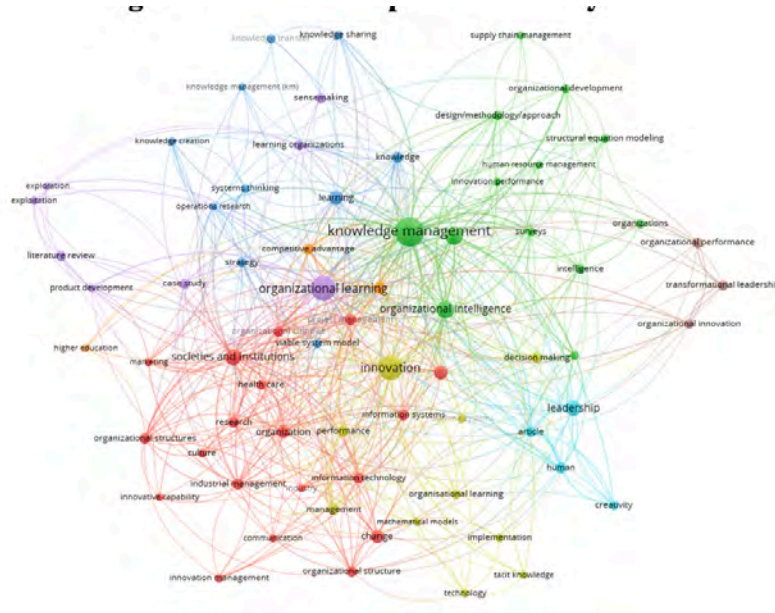 knowledge transfer
knowledge sharing
supply chain management
knowledge management (km)
sensemaking
organizational development
design/methodology/approach
knowledge creation
learning organizations
structural equation modeling
knowledge
human resource management
exploration
systems thinking
innovation performance
exploitation
operations research
learning
knowledge management
surveys
organizations
organizational performance
literature review
competitive advantage
strategy
intelligence
product development
case study
organizational learning
transformational leadership
organizational intelligence
organizational innovation
viable system model
higher education
marketing
societies and institutions
innovation
decision making
health care
leadership
research
information systems
organizational structures
organization
performance
article
culture
human
industrial management
information technology
innovative capability
industry
organisational learning
creativity
management
mathematical models
communication
change
implementation
innovation management
organizational structure
tacit knowledge
technology